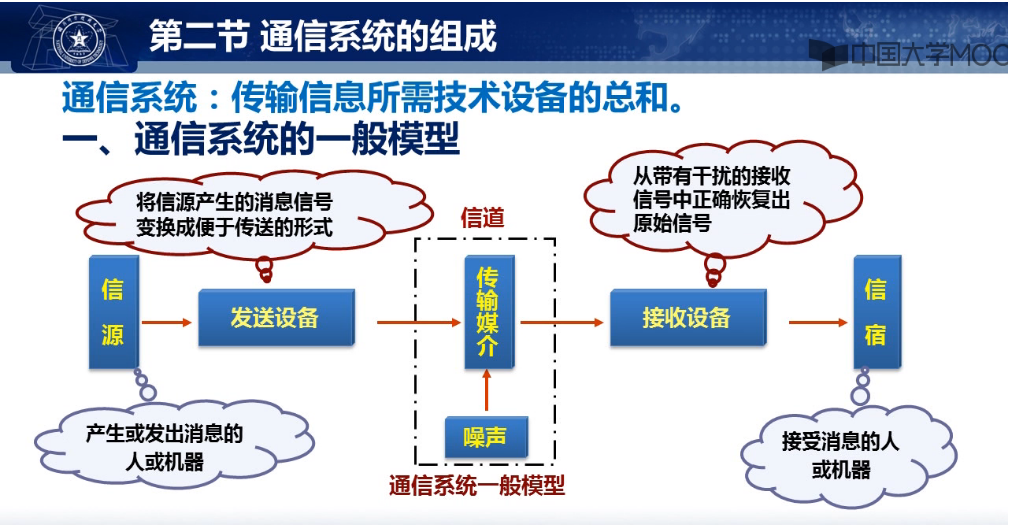 第二节 通信系统的组成
中国大学MOOC
通信系统：传输信息所需技术设备的总和。
一、通信系统的一般模型
将信源产生的消息信号
变换成便于传送的形式
从带有干扰的接收
信号中正确恢复出
原始信号
信道
信源
发送设备
传输媒介
接收设备
信宿
噪声
产生或发出消息的
人或机器
接受消息的人
或机器
通信系统一般模型